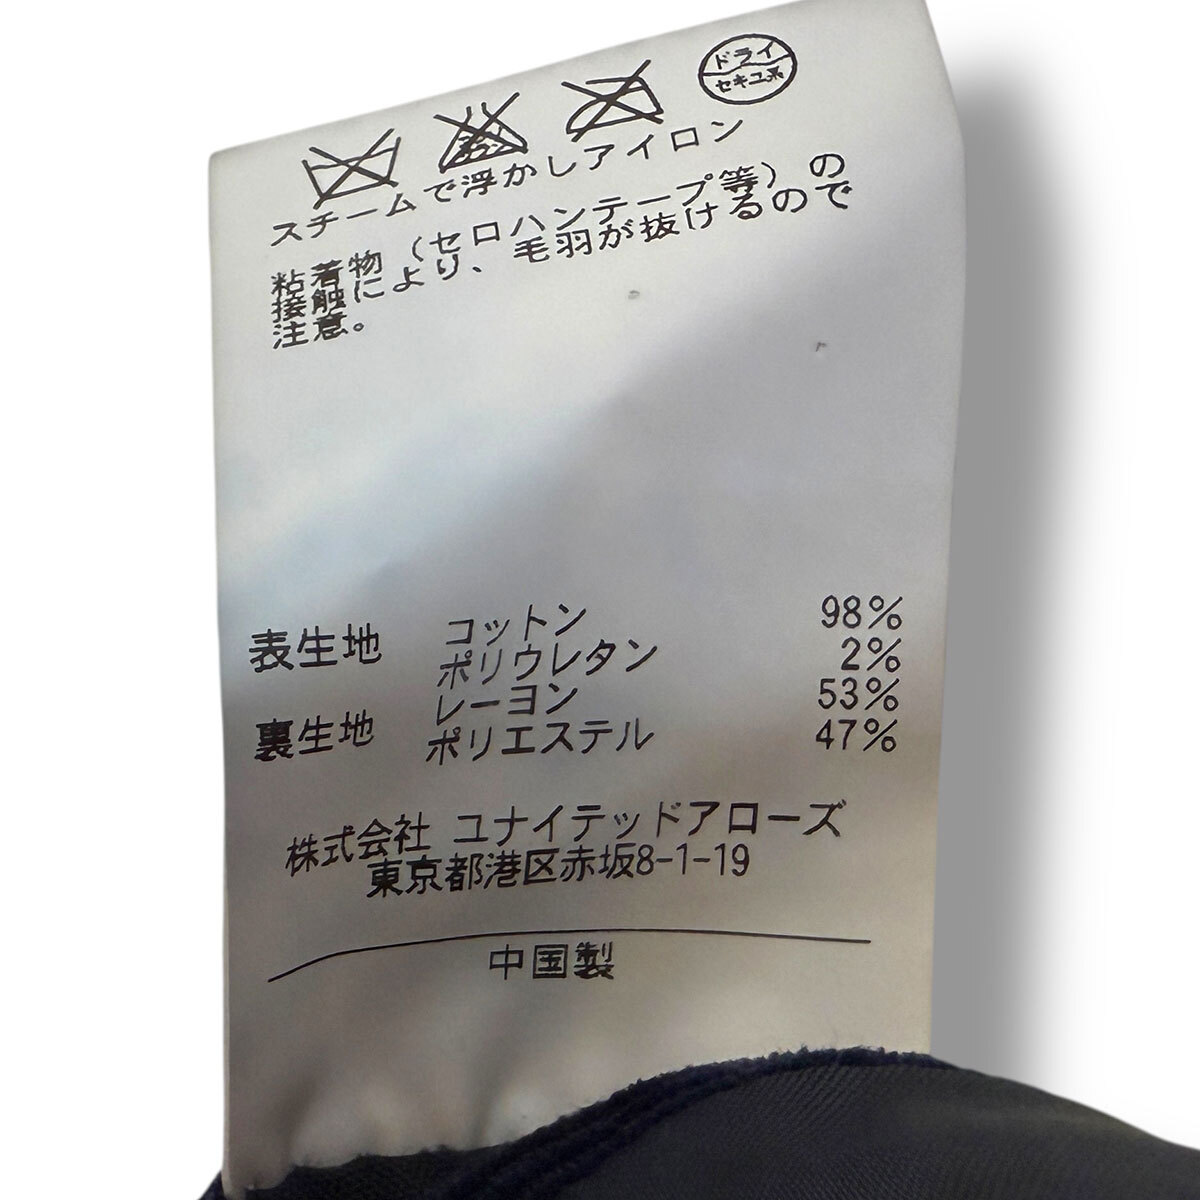 ドライ
セキユ系
スチームで浮かしアイロン
粘着物（セロハンテープ等）の
接触により、毛羽が抜けるので
注意。
表生地 コットン 98%
ポリウレタン 2%
裏生地 レーヨン 53%
ポリエステル 47%
株式会社 ユナイテッドアローズ
東京都港区赤坂8-1-19
中国製